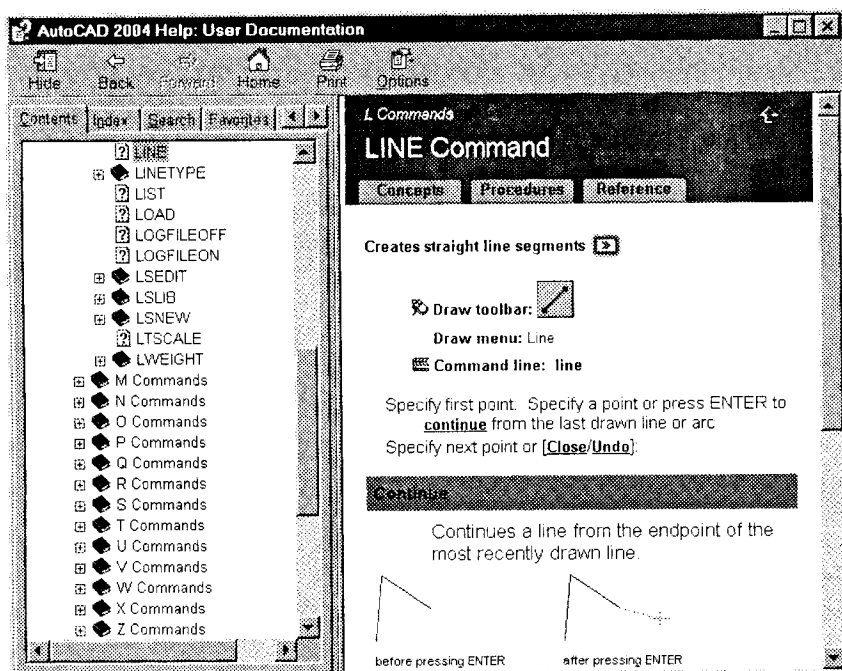 AutoCAD 2004 Help: User Documentation
Hide Back Forward Home Print Options
Contents Index Search Favorites
LINE
LINETYPE
LIST
LOAD
LOGFILEOFF
LOGFILEON
LSEDIT
LSLIB
LSNEW
LTSCALE
LWEIGHT
M Commands
N Commands
O Commands
P Commands
Q Commands
R Commands
S Commands
T Commands
U Commands
V Commands
W Commands
X Commands
Z Commands
L Commands
LINE Command
Concepts Procedures Reference
Creates straight line segments
Draw toolbar:
Draw menu: Line
Command line: line
Specify first point: Specify a point or press ENTER to
continue from the last drawn line or arc
Specify next point or [Close/Undo]:
Continue
Continues a line from the endpoint of the
most recently drawn line.
before pressing ENTER after pressing ENTER